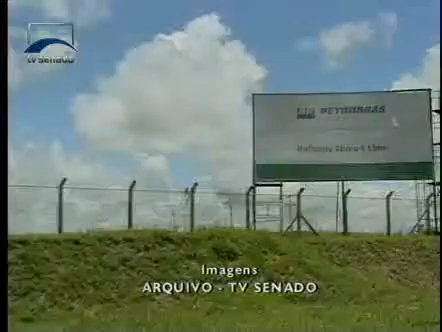 tv senado
PETROBRAS
Refinaria Abreu e Lima
Imagens
ARQUIVO - TV SENADO